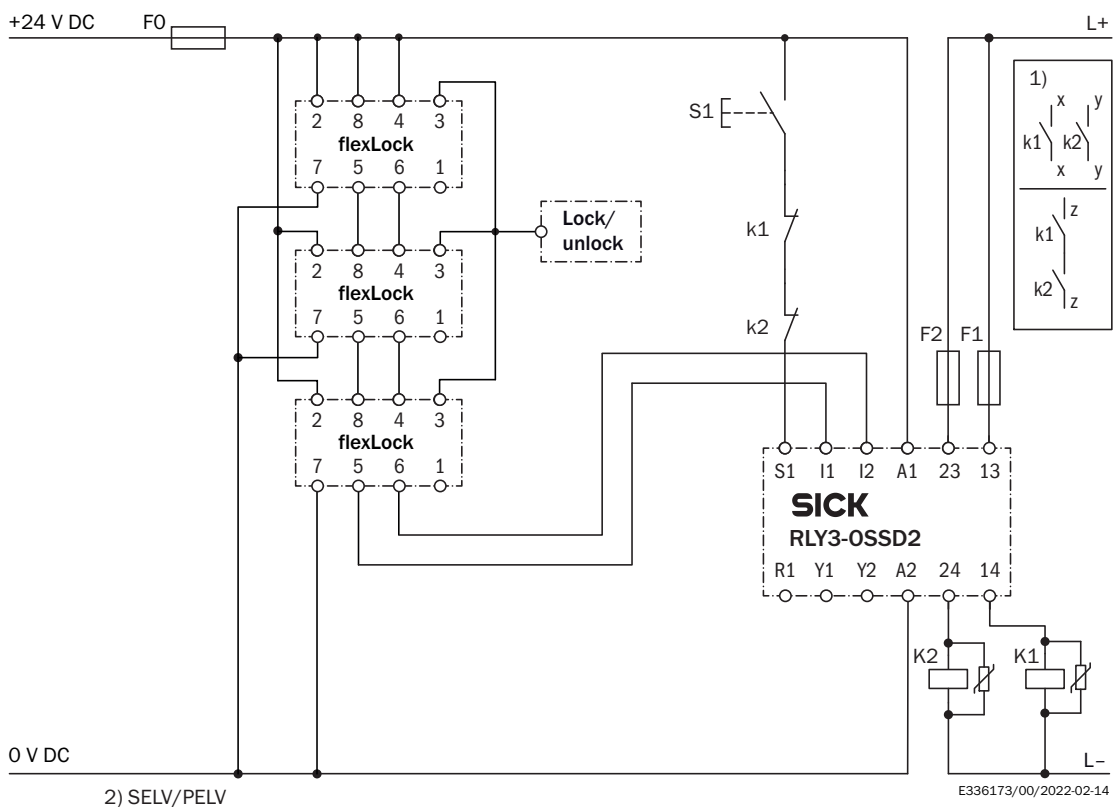 +24 V DC F0 L+
1)
x y
k1 k2
x y
z
k1
k2
z
S1
k1
k2
2 8 4 3
flexLock
7 5 6 1
Lock/
unlock
2 8 4 3
flexLock
7 5 6 1
2 8 4 3
flexLock
7 5 6 1
F2 F1
S1 I1 I2 A1 23 13
SICK
RLY3-OSSD2
R1 Y1 Y2 A2 24 14
K2 K1
0 V DC L–
2) SELV/PELV
E336173/00/2022-02-14